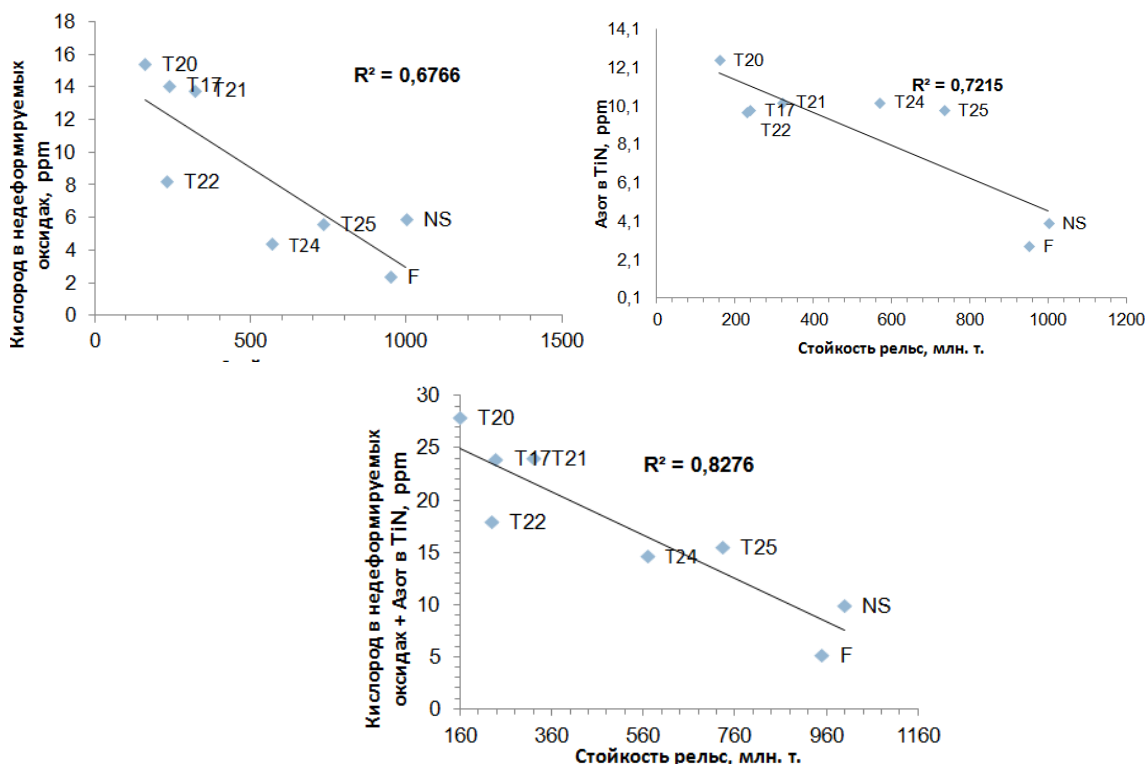 Кислород в недеформируемых
оксидах, ppm
18
16
14
12
10
8
6
4
2
0
T20
T17
T21
T22
T24
T25
NS
F
R² = 0,6766
0
500
1000
1500
Азот в TiN, ppm
14,1
12,1
10,1
8,1
6,1
4,1
2,1
0,1
T20
T17
T22
T21
T24
T25
NS
F
R² = 0,7215
0
200
400
600
800
1000
1200
Стойкость рельс, млн. т.
Кислород в недеформируемых
оксидах + Азот в TiN, ppm
30
25
20
15
10
5
0
T20
T17T21
T22
T24
T25
NS
F
R² = 0,8276
160
360
560
760
960
1160
Стойкость рельс, млн. т.